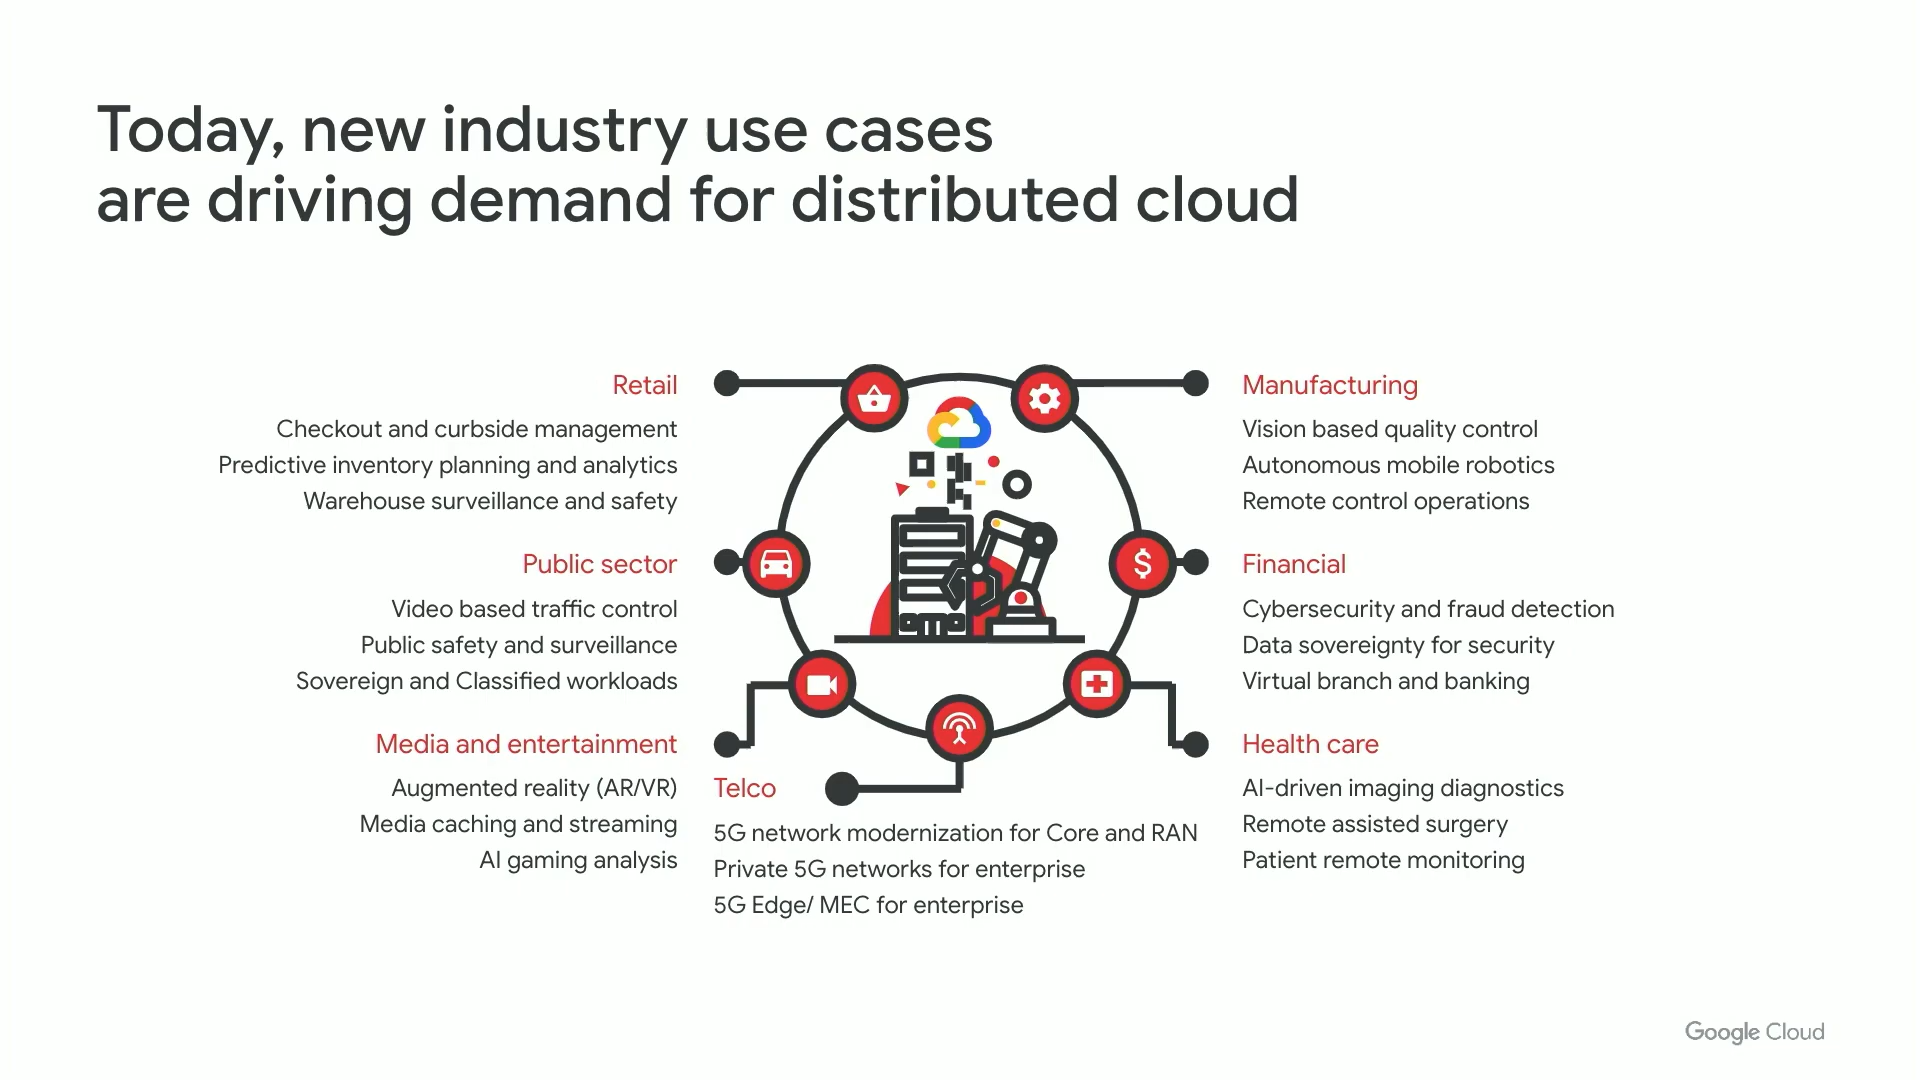 Today, new industry use cases
are driving demand for distributed cloud
Retail
Checkout and curbside management
Predictive inventory planning and analytics
Warehouse surveillance and safety
Public sector
Video based traffic control
Public safety and surveillance
Sovereign and Classified workloads
Media and entertainment
Augmented reality (AR/VR)
Media caching and streaming
AI gaming analysis
Telco
5G network modernization for Core and RAN
Private 5G networks for enterprise
5G Edge/ MEC for enterprise
Manufacturing
Vision based quality control
Autonomous mobile robotics
Remote control operations
$
Financial
Cybersecurity and fraud detection
Data sovereignty for security
Virtual branch and banking
Health care
AI-driven imaging diagnostics
Remote assisted surgery
Patient remote monitoring
Google Cloud